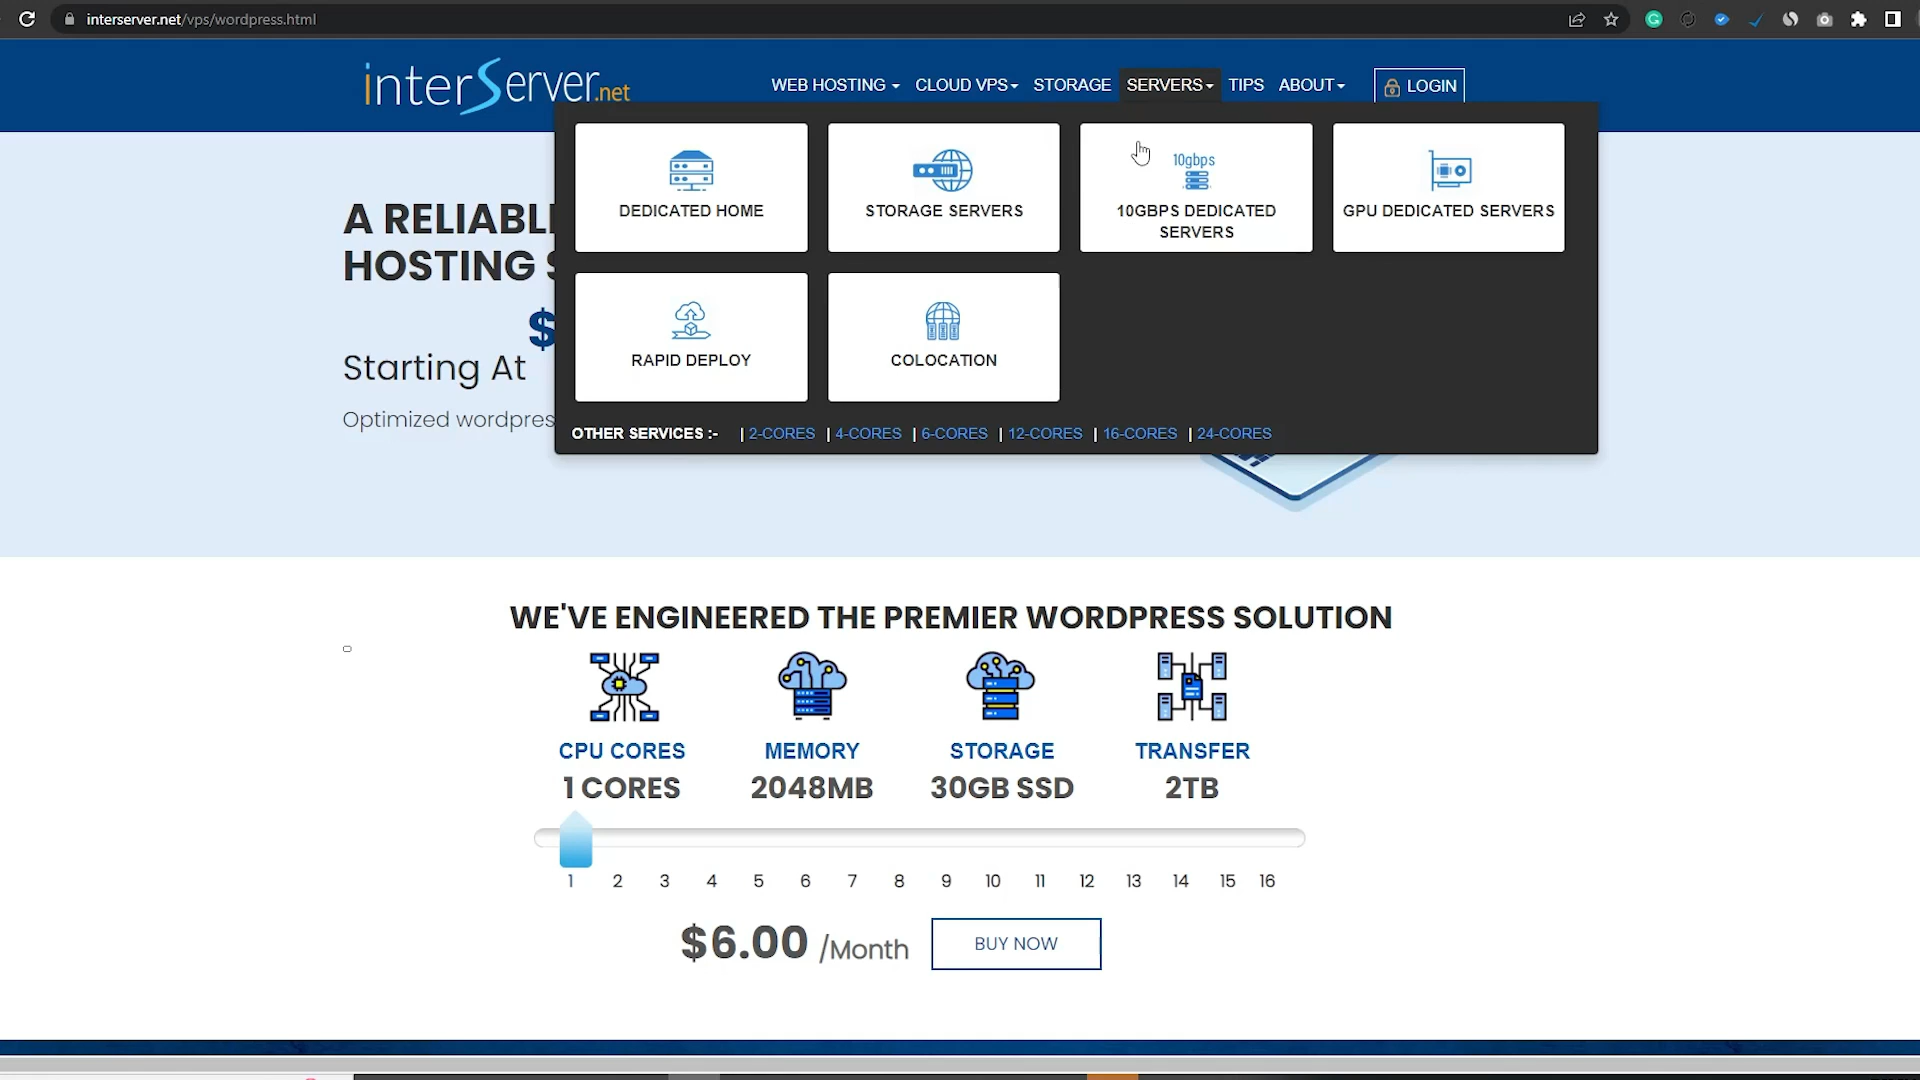 interserver.net/vps/wordpress.html
interServer.net
WEB HOSTING
CLOUD VPS
STORAGE
SERVERS
TIPS
ABOUT
LOGIN
DEDICATED HOME
STORAGE SERVERS
10gbps
10GBPS DEDICATED
SERVERS
GPU DEDICATED SERVERS
RAPID DEPLOY
COLOCATION
OTHER SERVICES :- | 2-CORES | 4-CORES | 6-CORES | 12-CORES | 16-CORES | 24-CORES
A
HOSTING
$
Starting At
Optimized
WE'VE ENGINEERED THE PREMIER WORDPRESS SOLUTION
CPU CORES
1 CORES
MEMORY
2048MB
STORAGE
30GB SSD
TRANSFER
2TB
1 2 3 4 5 6 7 8 9 10 11 12 13 14 15 16
$6.00 /Month
BUY NOW